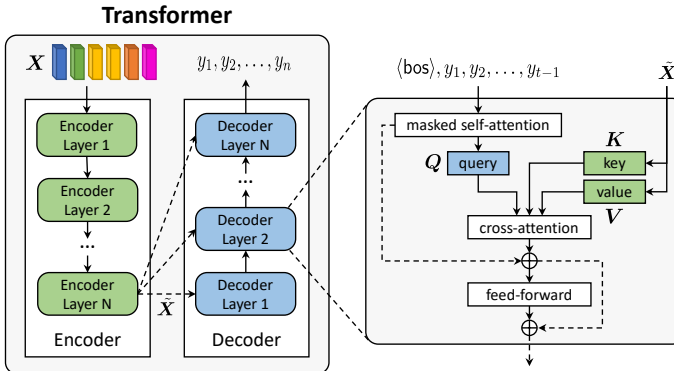 Transformer
X
y₁, y₂, . . . , yₙ
Encoder
Layer 1
Encoder
Layer 2
...
Encoder
Layer N
Encoder
Decoder
Layer N
...
Decoder
Layer 2
Decoder
Layer 1
Decoder
X̃
⟨bos⟩, y₁, y₂, . . . , yₜ₋₁
X̃
masked self-attention
Q
query
K
key
value
V
cross-attention
feed-forward